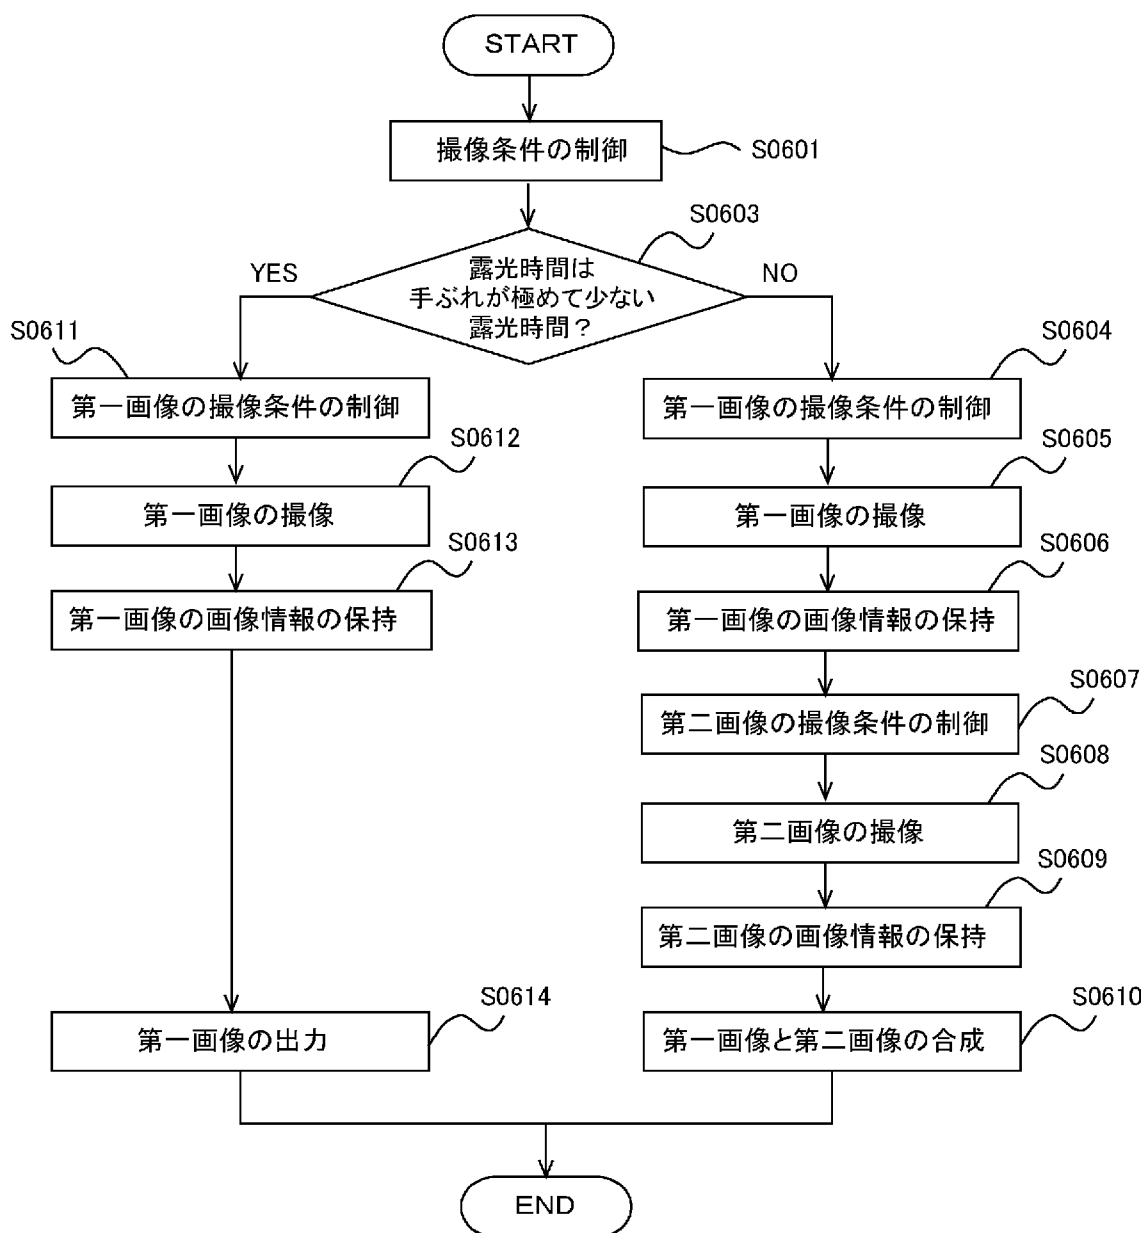 START
撮像条件の制御
S0601
S0603
露光時間は
手ぶれが極めて少ない
露光時間？
YES
NO
S0611
第一画像の撮像条件の制御
S0612
第一画像の撮像
S0613
第一画像の画像情報の保持
S0614
第一画像の出力
S0604
第一画像の撮像条件の制御
S0605
第一画像の撮像
S0606
第一画像の画像情報の保持
S0607
第二画像の撮像条件の制御
S0608
第二画像の撮像
S0609
第二画像の画像情報の保持
S0610
第一画像と第二画像の合成
END